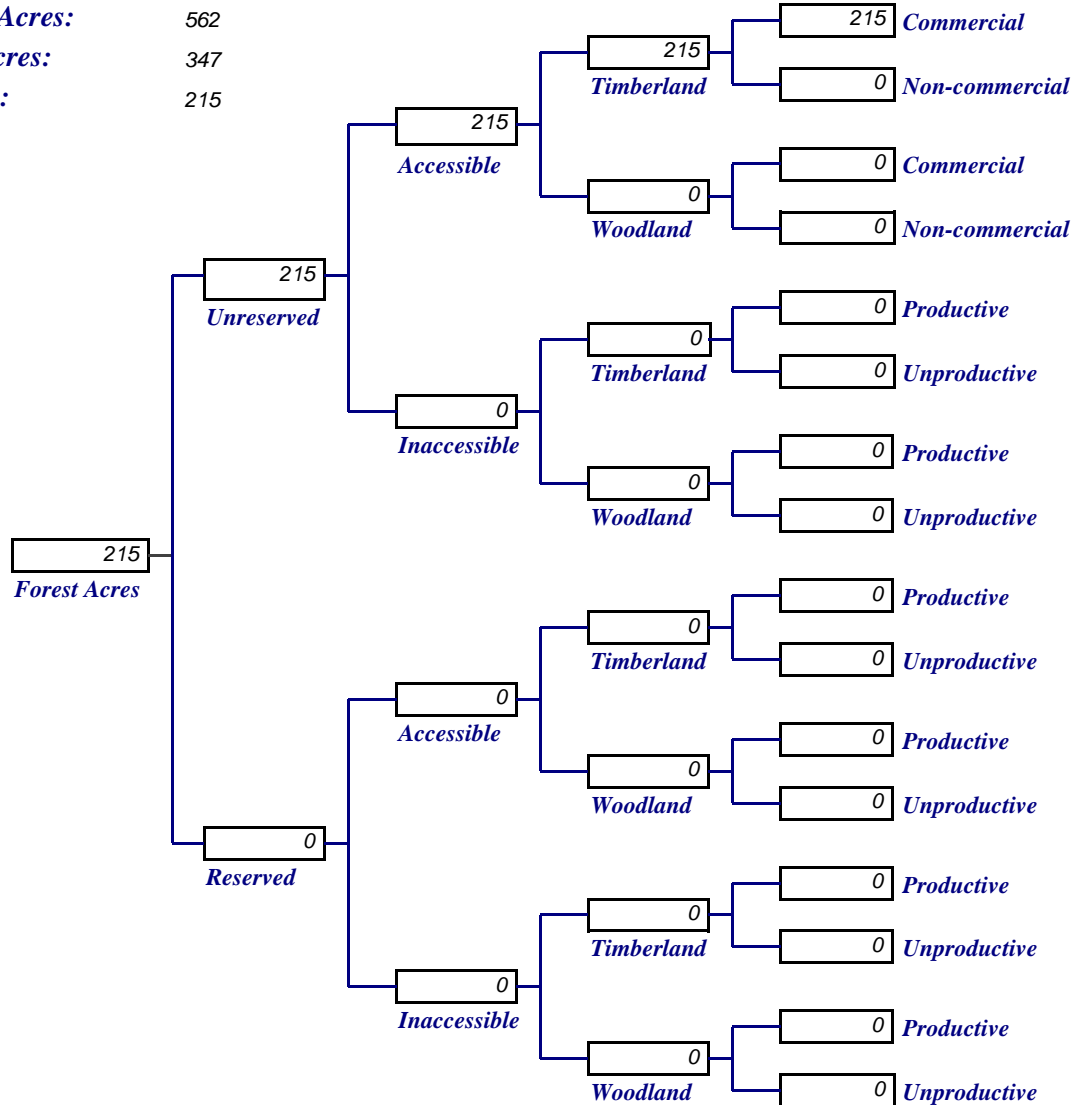 Acres: 562
215 Commercial
cres: 347
215
Timberland
0 Non-commercial
: 215
215
Accessible
0 Commercial
0
Woodland
0 Non-commercial
215
Unreserved
0 Productive
0
Timberland
0 Unproductive
0
Inaccessible
0 Productive
0
Woodland
0 Unproductive
215
Forest Acres
0 Productive
0
Timberland
0 Unproductive
0
Accessible
0 Productive
0
Woodland
0 Unproductive
0
Reserved
0 Productive
0
Timberland
0 Unproductive
0
Inaccessible
0 Productive
0
Woodland
0 Unproductive